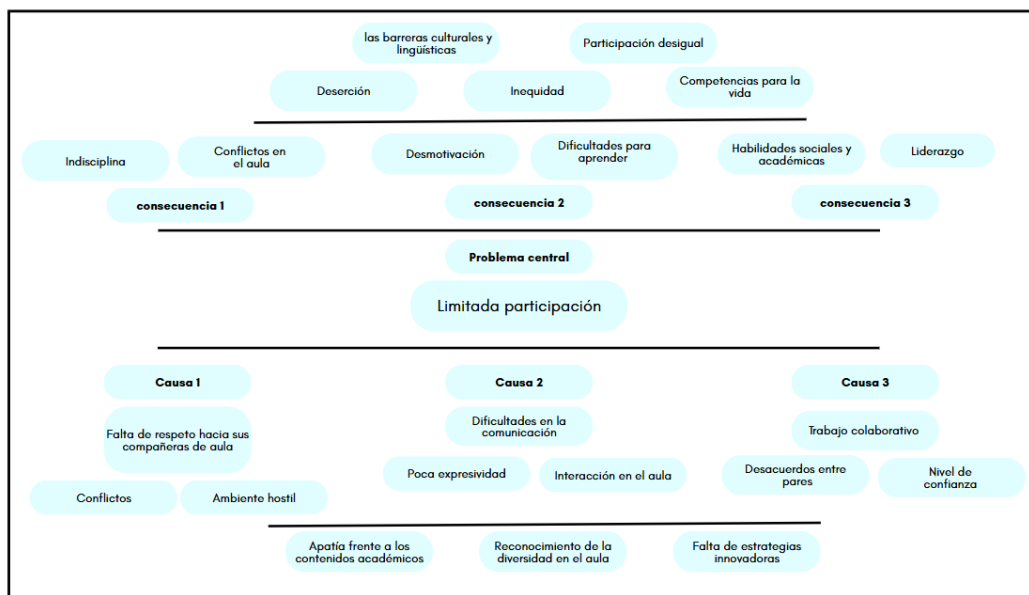 las barreras culturales y
lingüísticas
Participación desigual
Deserción
Inequidad
Competencias para la
vida
Indisciplina
Conflictos en
el aula
Desmotivación
Dificultades para
aprender
Habilidades sociales y
académicas
Liderazgo
consecuencia 1
consecuencia 2
consecuencia 3
Problema central
Limitada participación
Causa 1
Causa 2
Causa 3
Falta de respeto hacia sus
compañeras de aula
Dificultades en la
comunicación
Trabajo colaborativo
Conflictos
Ambiente hostil
Poca expresividad
Interacción en el aula
Desacuerdos entre
pares
Nivel de
confianza
Apatía frente a los
contenidos académicos
Reconocimiento de la
diversidad en el aula
Falta de estrategias
innovadoras